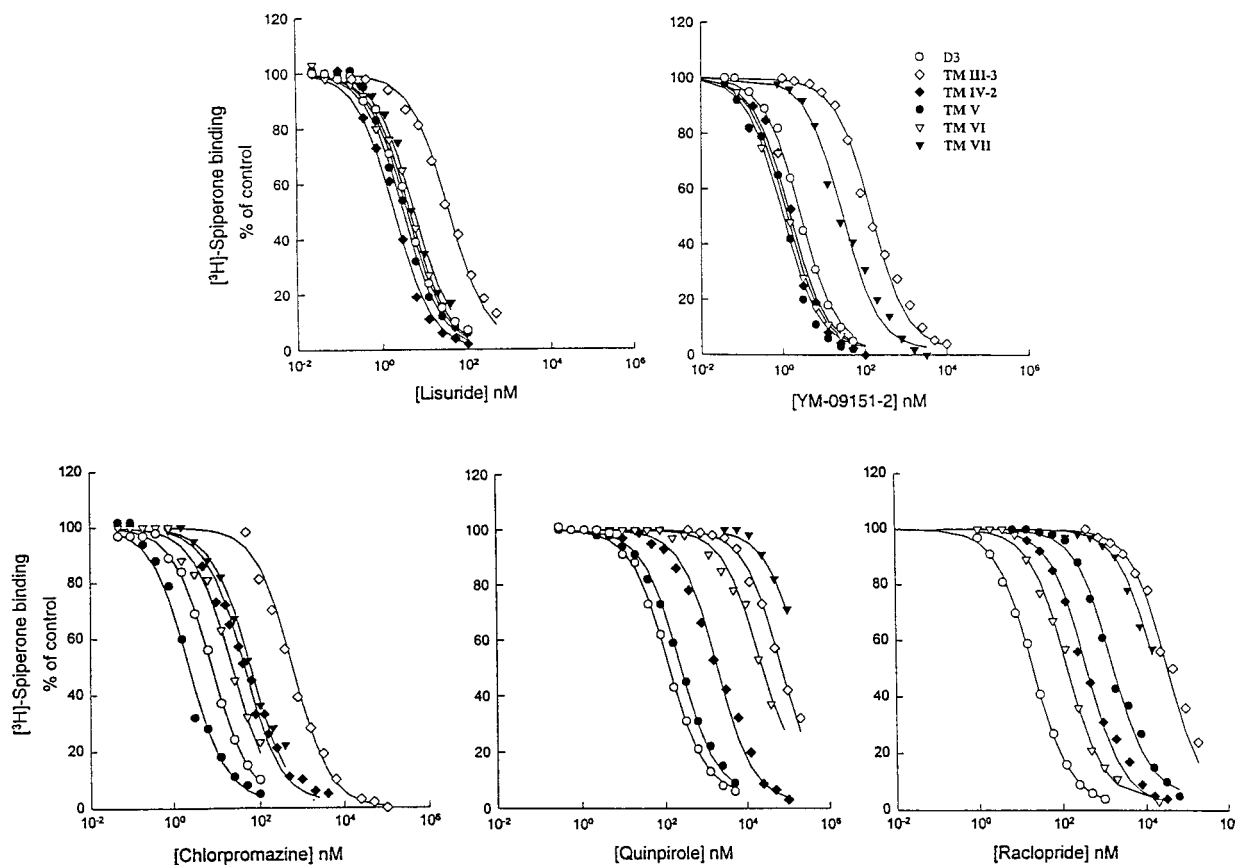 120
100
80
60
40
20
0
10⁻² 10⁰ 10² 10⁴ 10⁶
[³H]-Spiperone binding
% of control
[Lisuride] nM
120
100
80
60
40
20
0
10⁻² 10⁰ 10² 10⁴ 10⁶
[YM-09151-2] nM
D3
TM III-3
TM IV-2
TM V
TM VI
TM VII
120
100
80
60
40
20
0
10⁻² 10⁰ 10² 10⁴ 10⁶
[³H]-Spiperone binding
% of control
[Chlorpromazine] nM
120
100
80
60
40
20
0
10⁻² 10⁰ 10² 10⁴ 10⁶
[Quinpirole] nM
120
100
80
60
40
20
0
10⁻² 10⁰ 10² 10⁴
[Raclopride] nM